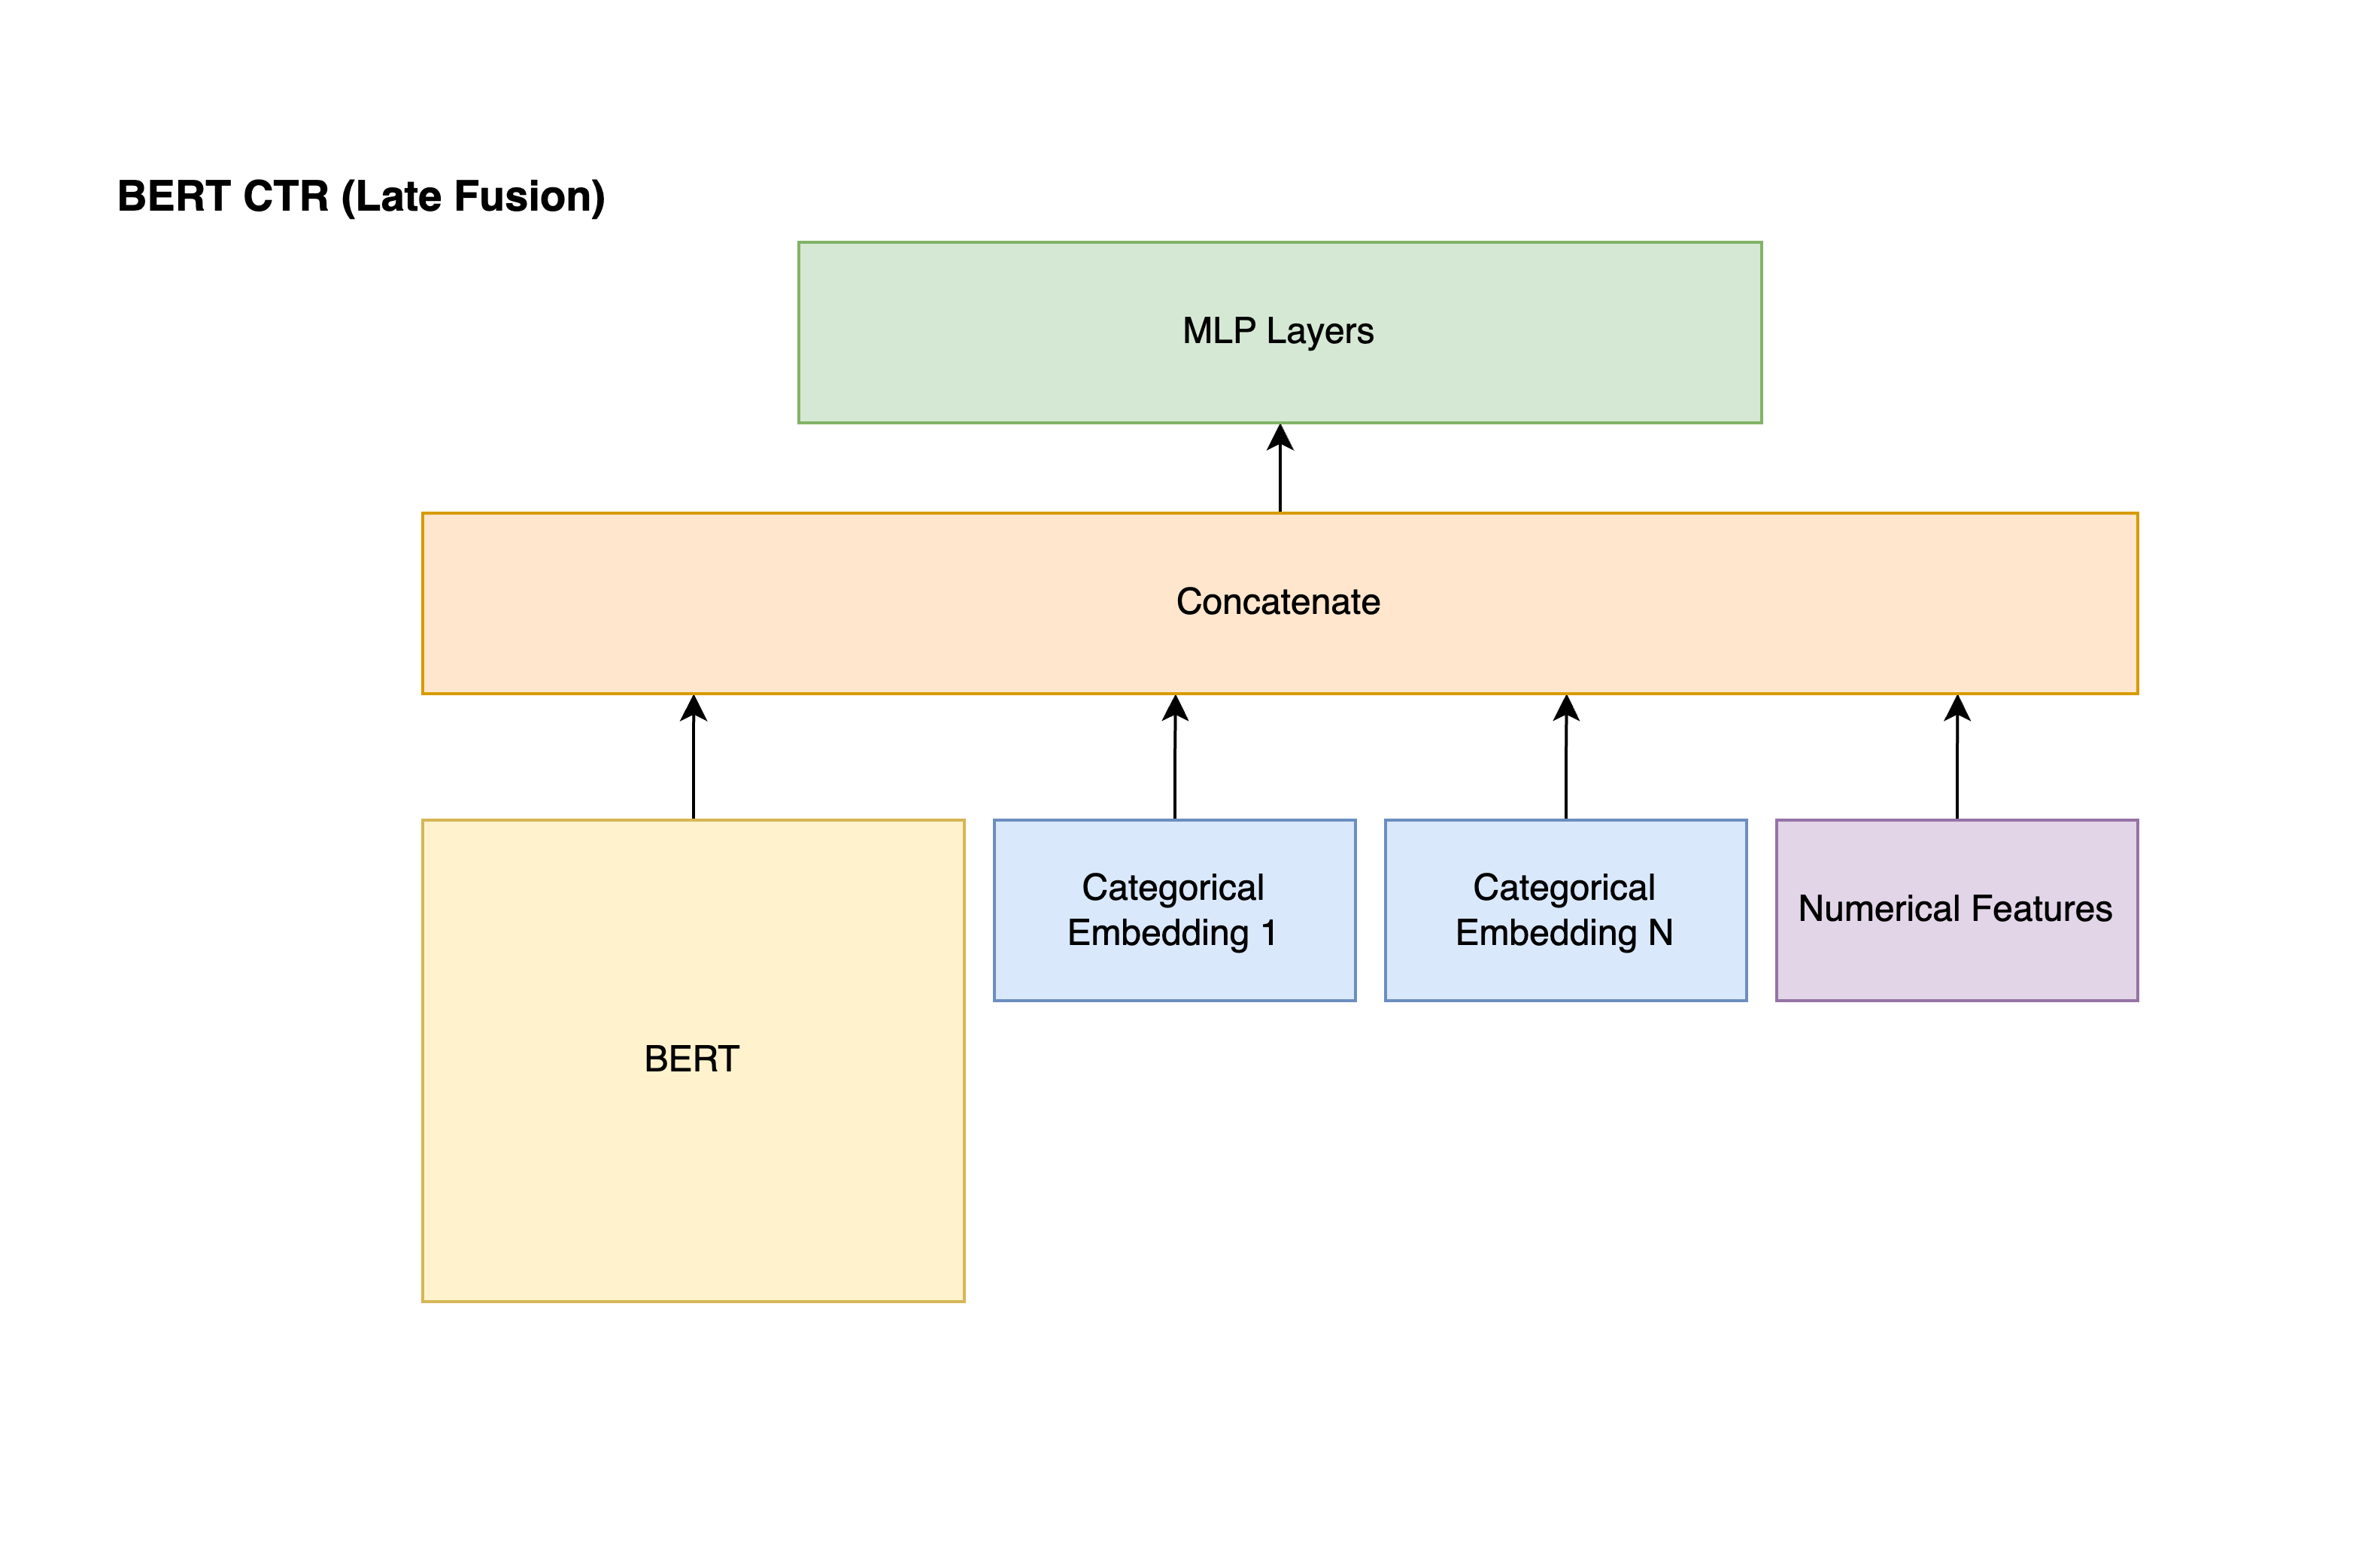 BERT CTR (Late Fusion)
MLP Layers
Concatenate
BERT
Categorical
Embedding 1
Categorical
Embedding N
Numerical Features